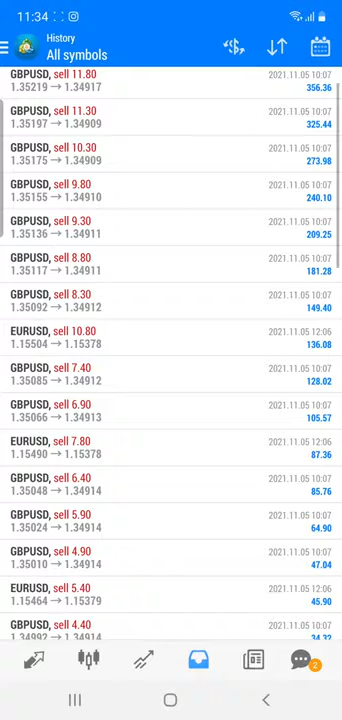 11:34
History
All symbols
GBPUSD, sell 11.80 2021.11.05 10:07
1.35219 → 1.34917 356.36
GBPUSD, sell 11.30 2021.11.05 10:07
1.35197 → 1.34909 325.44
GBPUSD, sell 10.30 2021.11.05 10:07
1.35175 → 1.34909 273.98
GBPUSD, sell 9.80 2021.11.05 10:07
1.35155 → 1.34910 240.10
GBPUSD, sell 9.30 2021.11.05 10:07
1.35136 → 1.34911 209.25
GBPUSD, sell 8.80 2021.11.05 10:07
1.35117 → 1.34911 181.28
GBPUSD, sell 8.30 2021.11.05 10:07
1.35092 → 1.34912 149.40
EURUSD, sell 10.80 2021.11.05 12:06
1.15504 → 1.15378 136.08
GBPUSD, sell 7.40 2021.11.05 10:07
1.35085 → 1.34912 128.02
GBPUSD, sell 6.90 2021.11.05 10:07
1.35066 → 1.34913 105.57
EURUSD, sell 7.80 2021.11.05 12:06
1.15490 → 1.15378 87.36
GBPUSD, sell 6.40 2021.11.05 10:07
1.35048 → 1.34914 85.76
GBPUSD, sell 5.90 2021.11.05 10:07
1.35024 → 1.34914 64.90
GBPUSD, sell 4.90 2021.11.05 10:07
1.35010 → 1.34914 47.04
EURUSD, sell 5.40 2021.11.05 12:06
1.15464 → 1.15379 45.90
GBPUSD, sell 4.40 2021.11.05 10:07
1.34992 → 1.34914 34.32
2